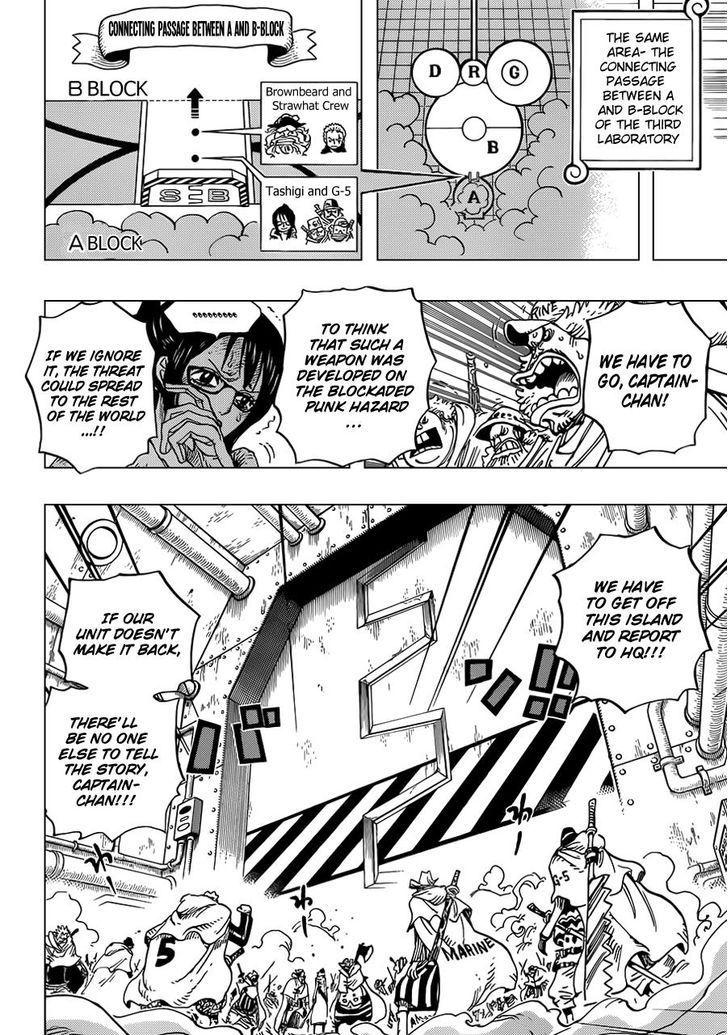 THE SAME
AREA- THE
CONNECTING
PASSAGE
BETWEEN A
AND B-BLOCK
OF THE THIRD
LABORATORY
D
R
G
B
A
CONNECTING PASSAGE BETWEEN A AND B-BLOCK
B BLOCK
Brownbeard and
Strawhat Crew
Tashigi and G-5
A BLOCK
WE HAVE TO
GO, CAPTAIN-
CHAN!
TO THINK
THAT SUCH A
WEAPON WAS
DEVELOPED ON
THE BLOCKADED
PUNK HAZARD
...
..........
IF WE IGNORE
IT, THE THREAT
COULD SPREAD
TO THE REST
OF THE WORLD
...!!
WE HAVE
TO GET OFF
THIS ISLAND
AND REPORT
TO HQ!!!
IF OUR
UNIT DOESN'T
MAKE IT BACK,
THERE'LL
BE NO ONE
ELSE TO TELL
THE STORY,
CAPTAIN-
CHAN!!!
わ
わ
わ
G-5
MARINE
5